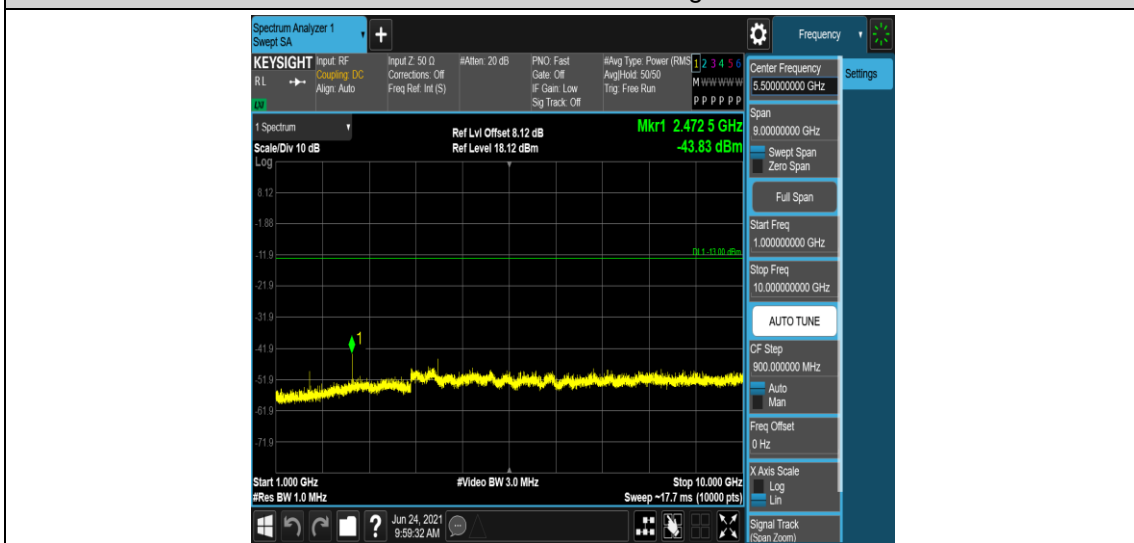 Spectrum Analyzer 1
Swept SA
+
Frequency
KEYSIGHT
RL
LV
Input: RF
Coupling: DC
Align: Auto
Input Z: 50 Ω
Corrections: Off
Freq Ref: Int (S)
#Atten: 20 dB
PNO: Fast
Gate: Off
IF Gain: Low
Sig Track: Off
#Avg Type: Power (RMS
Avg|Hold: 50/50
Trig: Free Run
1 2 3 4 5 6
M W W W W W
P P P P P P
1 Spectrum
Ref Lvl Offset 8.12 dB
Mkr1 2.472 5 GHz
Scale/Div 10 dB
Ref Level 18.12 dBm
-43.83 dBm
Log
8.12
-1.88
-11.9
DL1 -13.00 dBm
-21.9
-31.9
1
-41.9
-51.9
-61.9
-71.9
Start 1.000 GHz
#Video BW 3.0 MHz
Stop 10.000 GHz
#Res BW 1.0 MHz
Sweep ~17.7 ms (10000 pts)
?
Jun 24, 2021
9:59:32 AM
Settings
Center Frequency
5.500000000 GHz
Span
9.00000000 GHz
Swept Span
Zero Span
Full Span
Start Freq
1.000000000 GHz
Stop Freq
10.000000000 GHz
AUTO TUNE
CF Step
900.000000 MHz
Auto
Man
Freq Offset
0 Hz
X Axis Scale
Log
Lin
Signal Track
(Span Zoom)